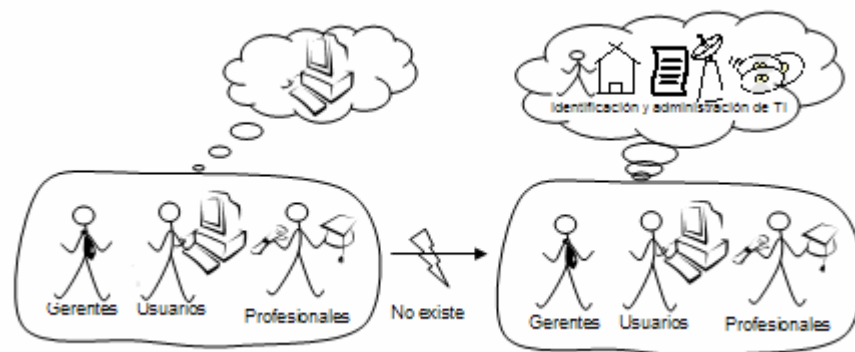 Identificación y administración de TI
Gerentes Usuarios Profesionales
No existe
Gerentes Usuarios Profesionales